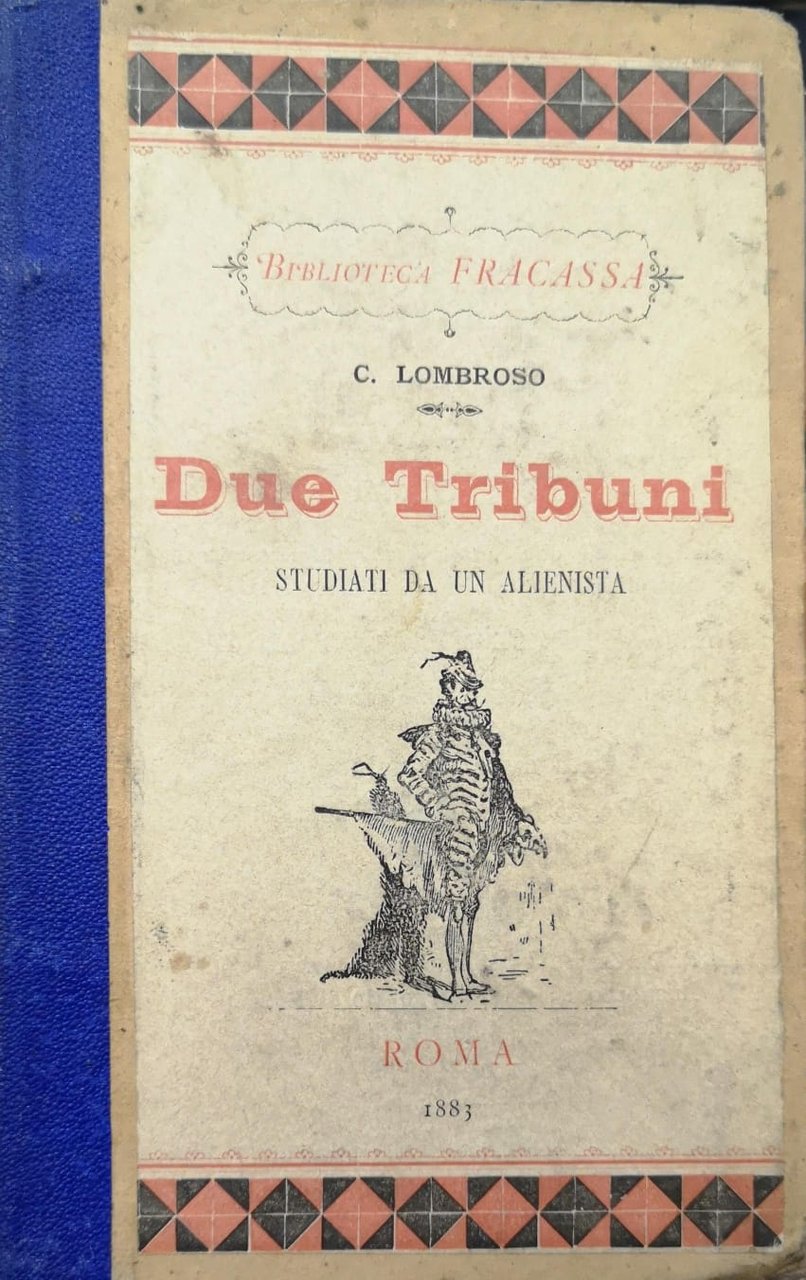 BIBLIOTECA FRACASSA
C. LOMBROSO
Due Tribuni
STUDIATI DA UN ALIENISTA
ROMA
1883